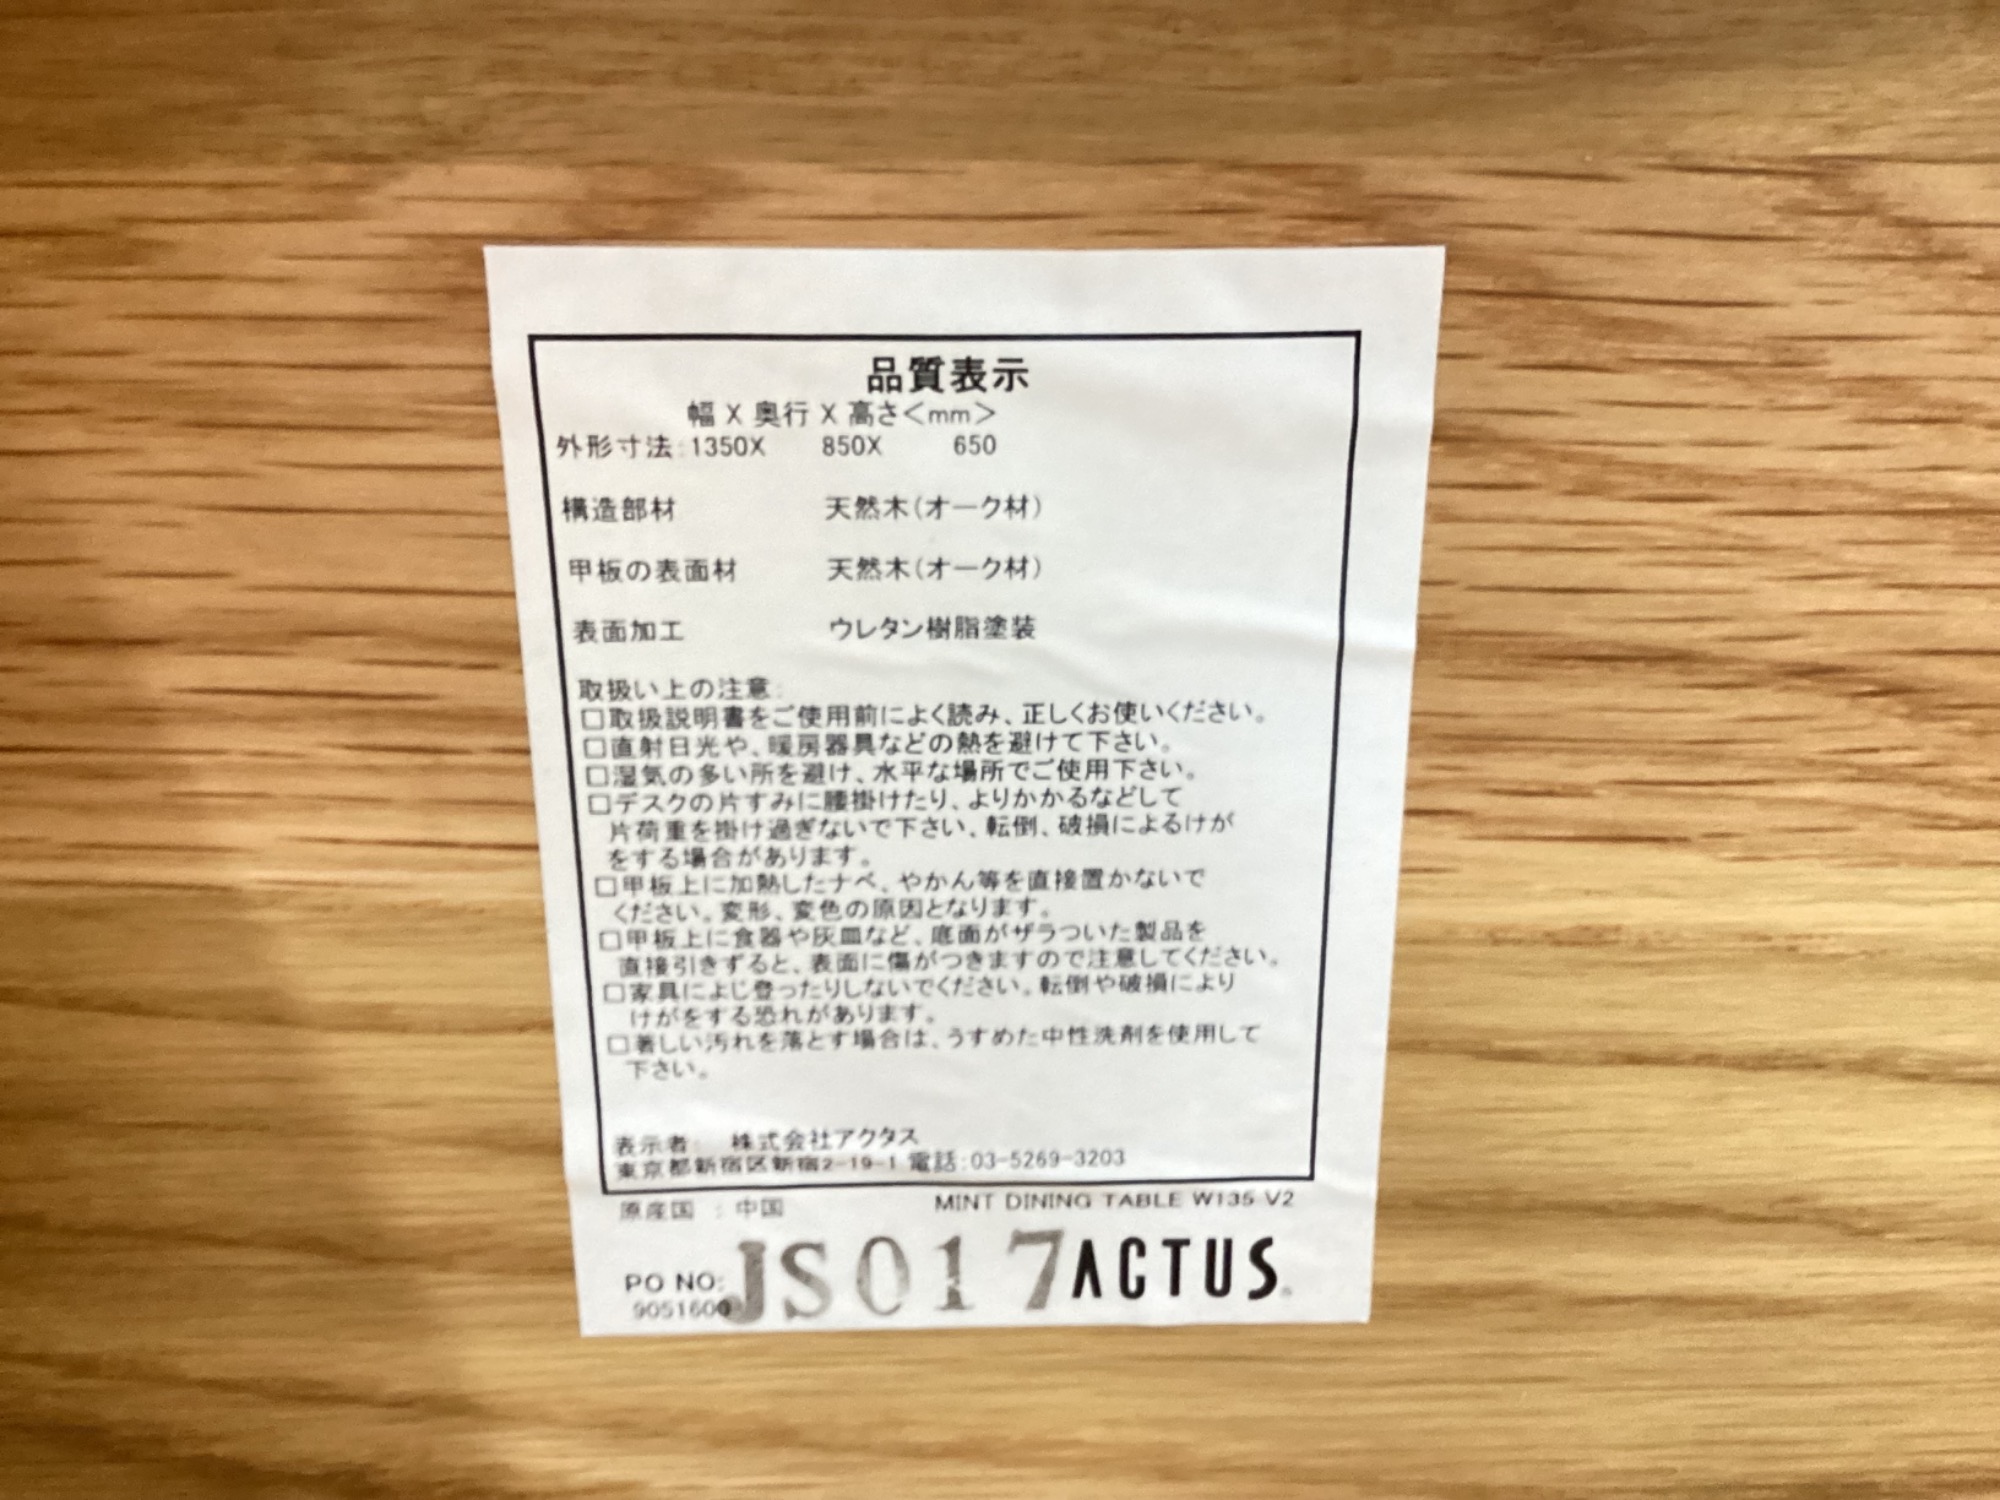 品質表示
幅 X 奥行 X 高さ<mm>
外形寸法:1350X 850X 650
構造部材 天然木(オーク材)
甲板の表面材 天然木(オーク材)
表面加工 ウレタン樹脂塗装
取扱い上の注意:
□取扱説明書をご使用前によく読み、正しくお使いください。
□直射日光や、暖房器具などの熱を避けて下さい。
□湿気の多い所を避け、水平な場所でご使用下さい。
□デスクの片すみに腰掛けたり、よりかかるなどして
片荷重を掛け過ぎないで下さい、転倒、破損によるけが
をする場合があります。
□甲板上に加熱したナベ、やかん等を直接置かないで
ください。変形、変色の原因となります。
□甲板上に食器や灰皿など、底面がザラついた製品を
直接引きずると、表面に傷がつきますので注意してください。
□家具によじ登ったりしないでください。転倒や破損により
けがをする恐れがあります。
□著しい汚れを落とす場合は、うすめた中性洗剤を使用して
下さい。
表示者: 株式会社アクタス
東京都新宿区新宿2-19-1 電話:03-5269-3203
原産国 : 中国 MINT DINING TABLE W135 V2
JS017 ACTUS
PO NO:
9051600